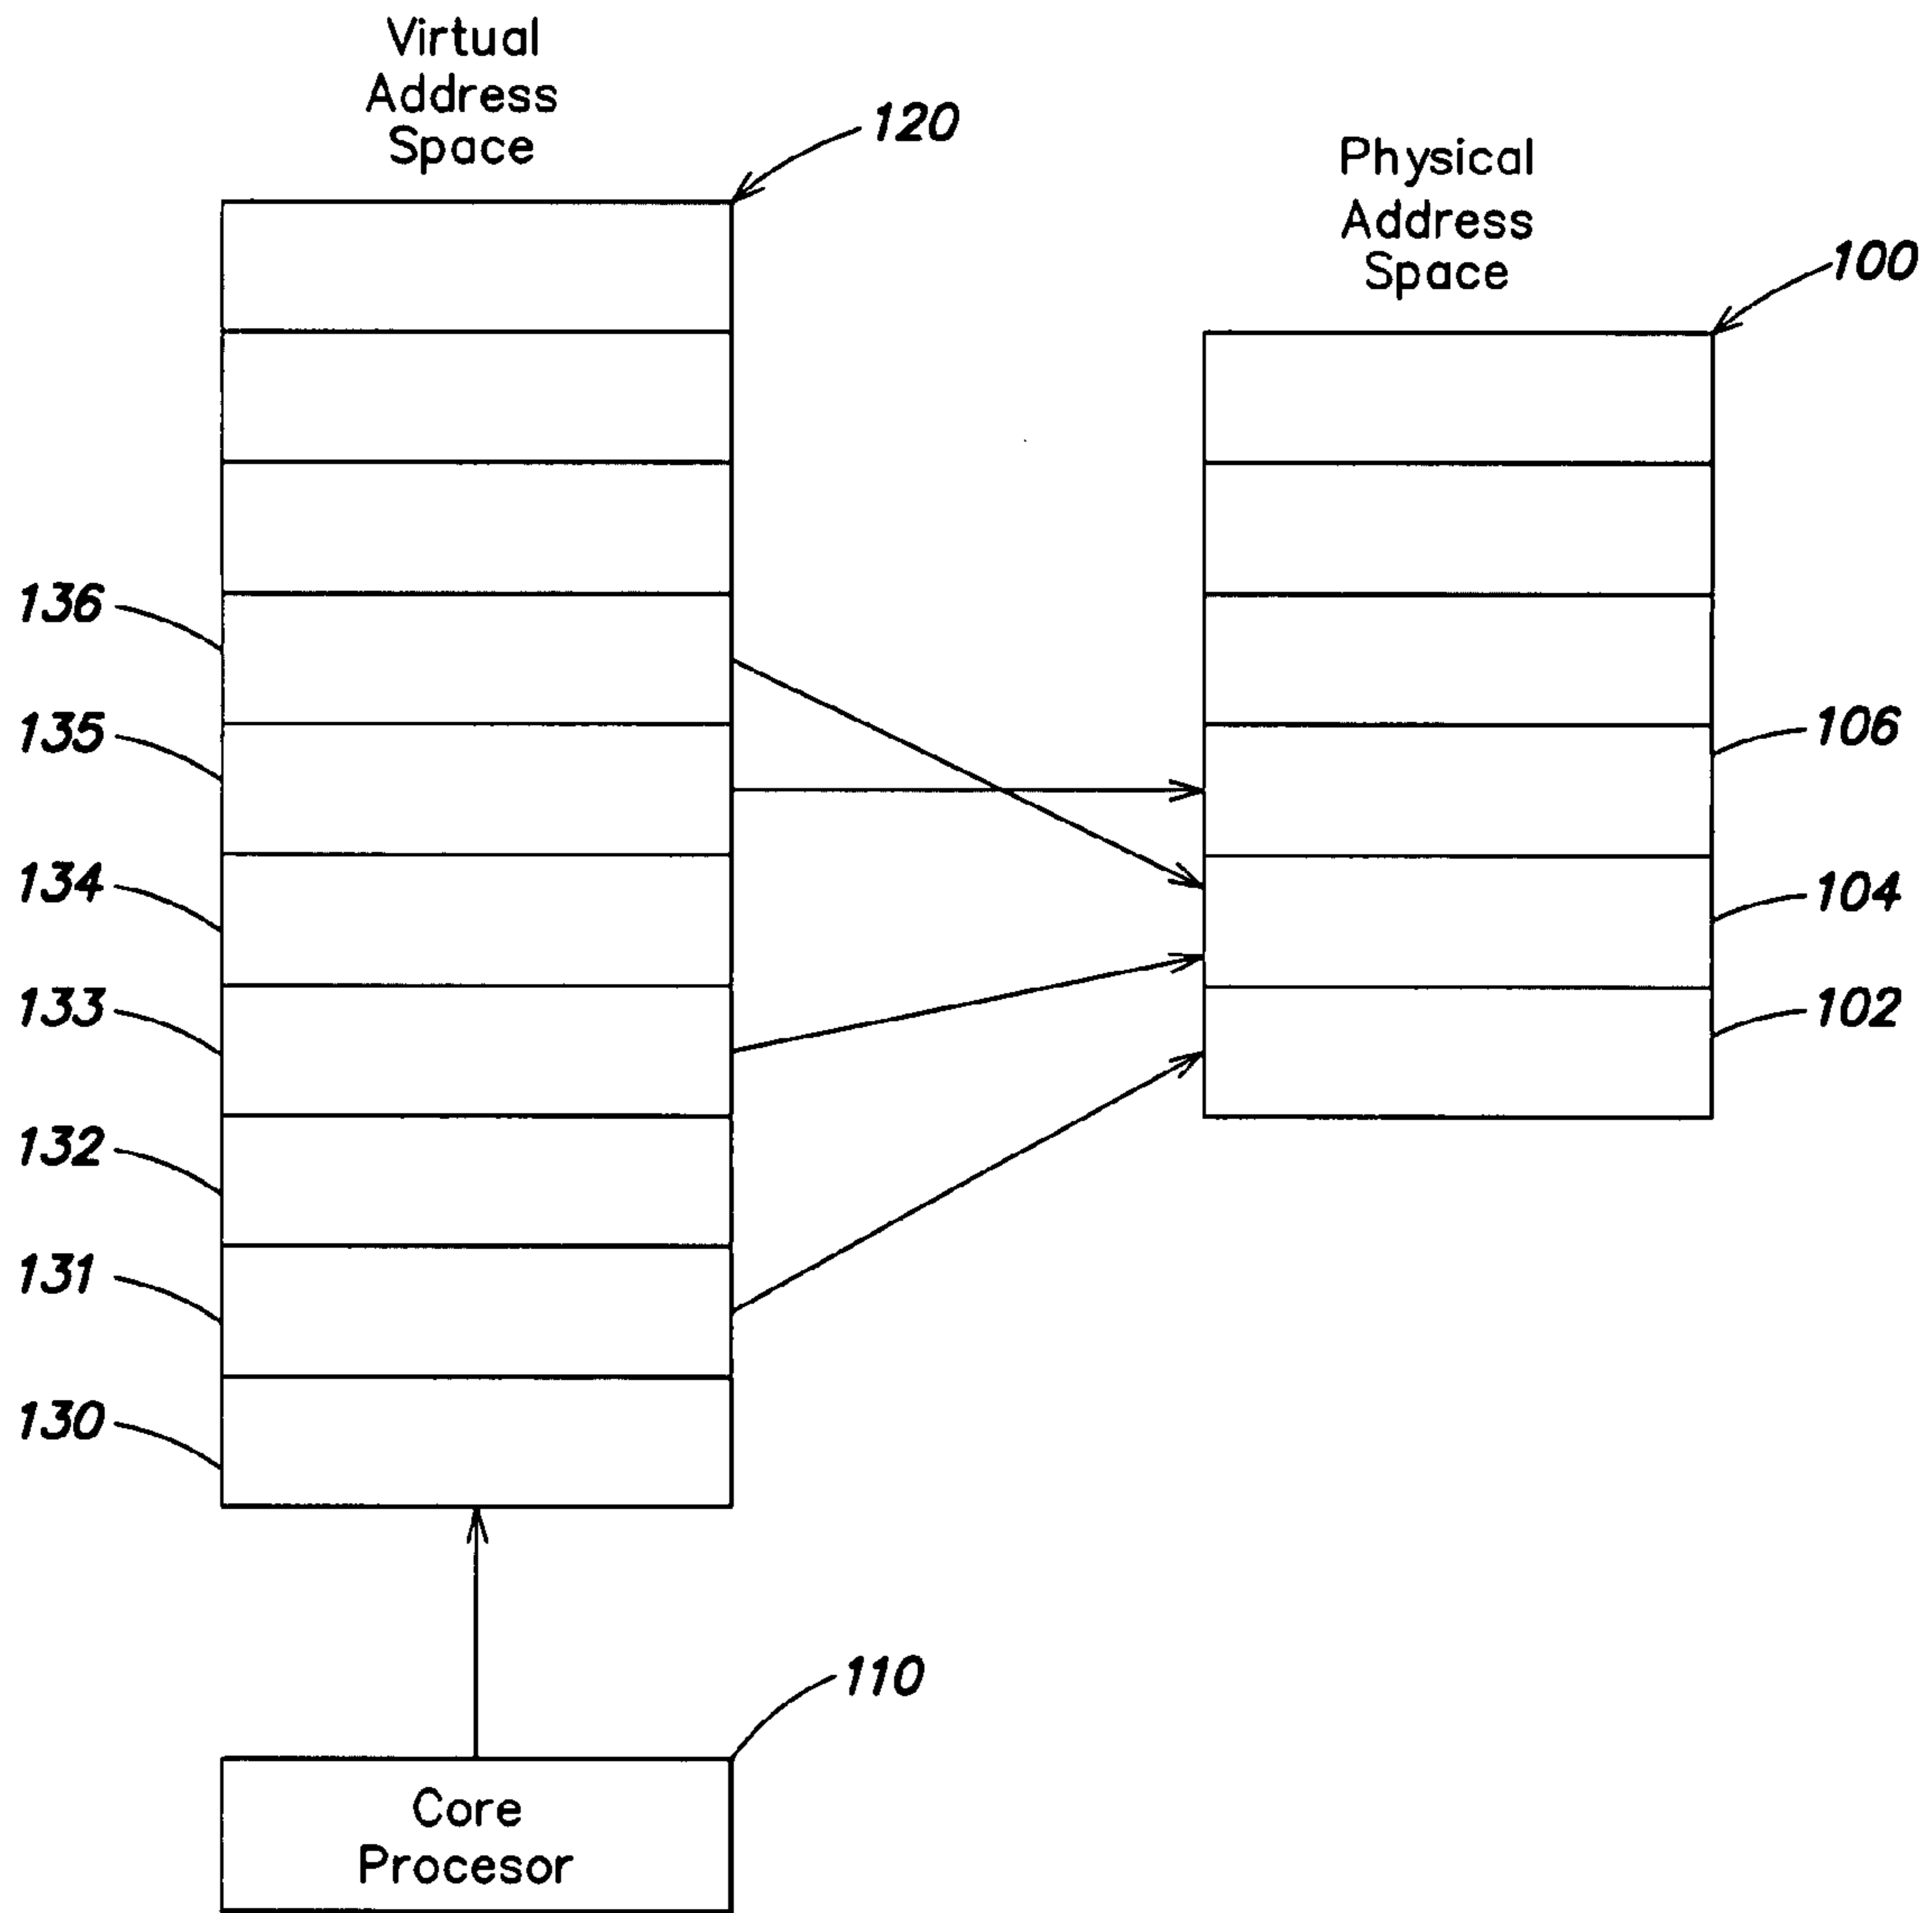 Virtual
Address
Space
120
Physical
Address
Space
100
136
135
106
134
104
133
102
132
131
130
110
Core
Procesor